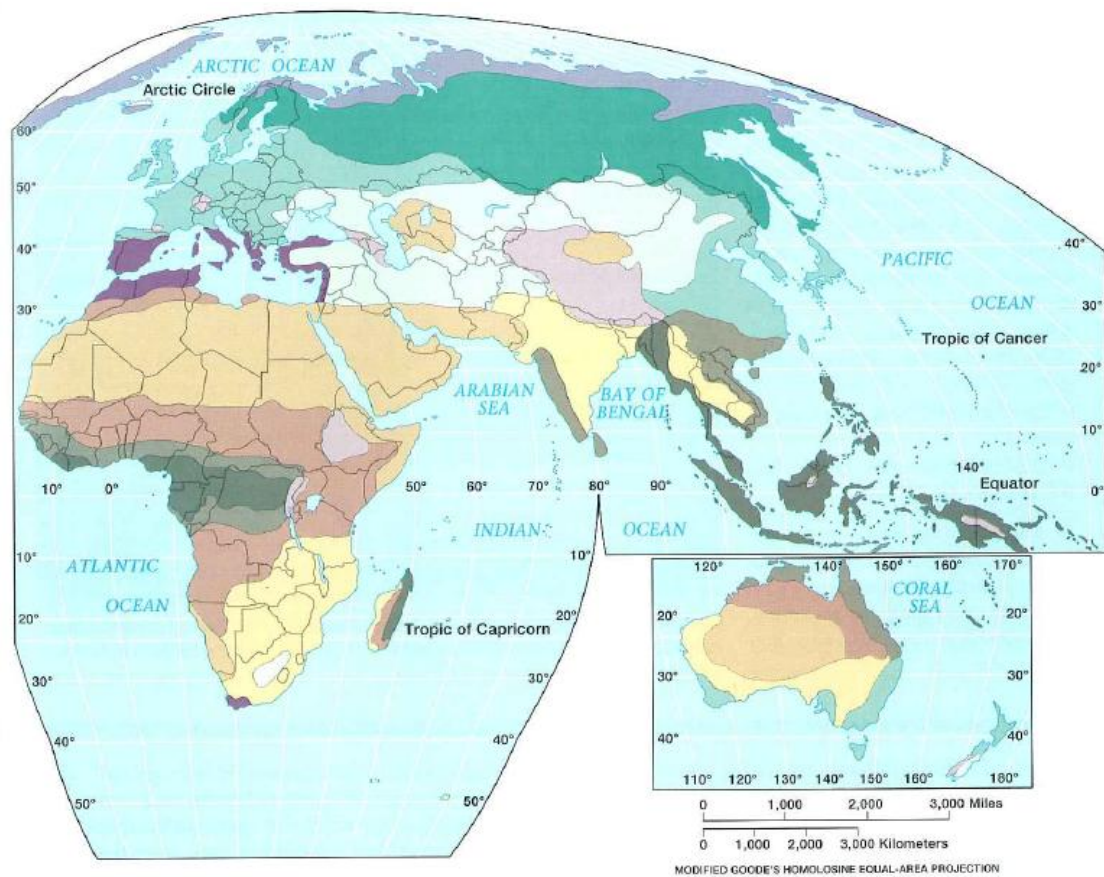 ARCTIC OCEAN
Arctic Circle
60°
50°
40°
30°
PACIFIC
OCEAN
40°
30°
Tropic of Cancer
20°
10°
0°
ARABIAN
SEA
BAY OF
BENGAL
140°
Equator
10° 0° 50° 60° 70° 80° 90°
INDIAN
OCEAN
ATLANTIC
OCEAN
10°
20°
30°
40°
50°
10°
20°
30°
40°
50°
Tropic of Capricorn
120° 140° 150° 160° 170°
CORAL
SEA
20°
30°
40°
20°
30°
40°
110° 120° 130° 140° 150° 160° 180°
0 1,000 2,000 3,000 Miles
0 1,000 2,000 3,000 Kilometers
MODIFIED GOODE'S HOMOLOSINE EQUAL-AREA PROJECTION